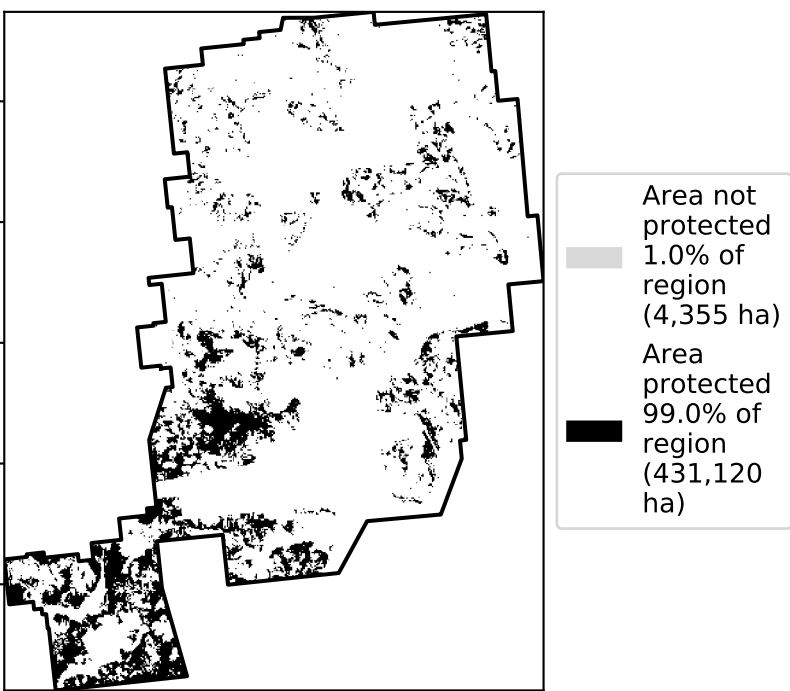 Area not
protected
1.0% of
region
(4,355 ha)
Area
protected
99.0% of
region
(431,120
ha)